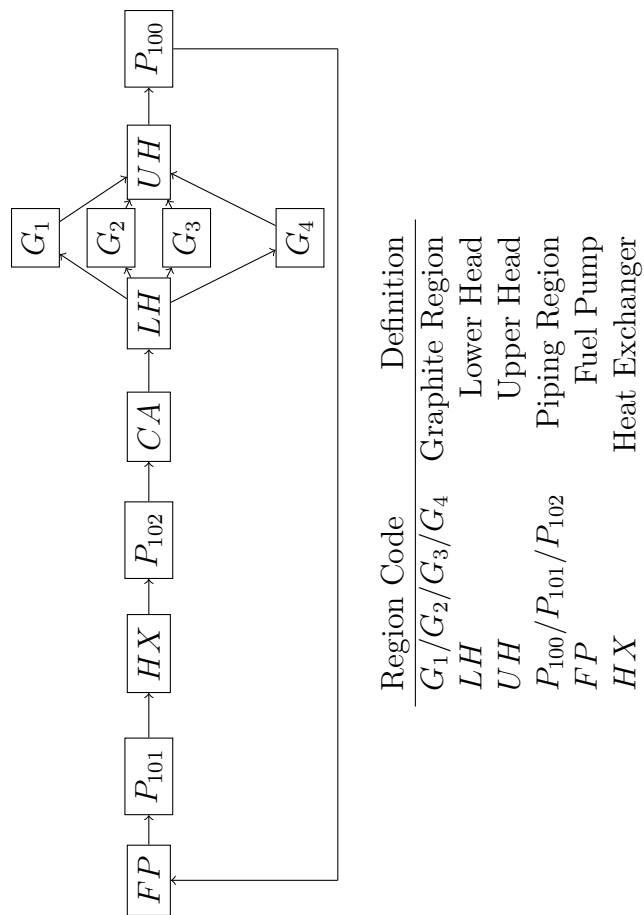 G₁
G₂
FP P₁₀₁ HX P₁₀₂ CA LH UH P₁₀₀
G₃
G₄
Region Code Definition
G₁/G₂/G₃/G₄ Graphite Region
LH Lower Head
UH Upper Head
P₁₀₀/P₁₀₁/P₁₀₂ Piping Region
FP Fuel Pump
HX Heat Exchanger